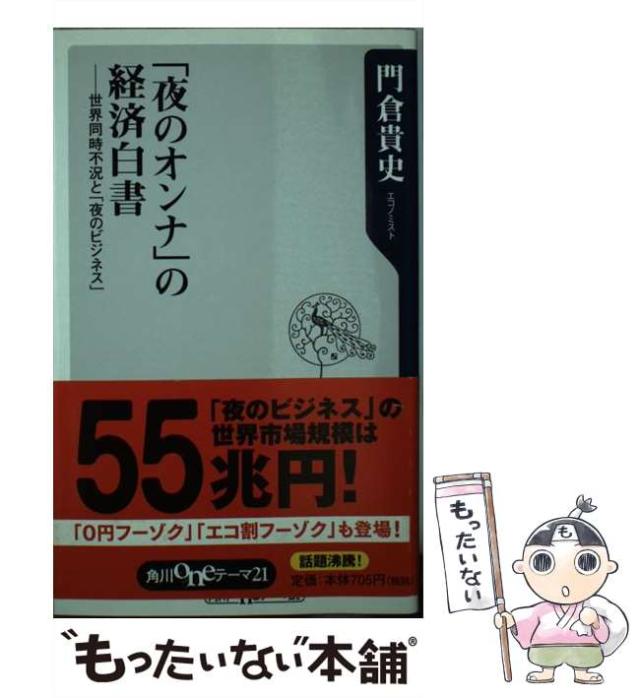 「夜のオンナ」の
経済白書
──世界同時不況と「夜のビジネス」
門倉貴史
エコノミスト
「夜のビジネス」の
世界市場規模は
55兆円!
「0円フーゾク」「エコ割フーゾク」も登場!
角川oneテーマ21
話題沸騰!
定価:本体705円(税別)
もったいない
も
"もったいない"本舗®